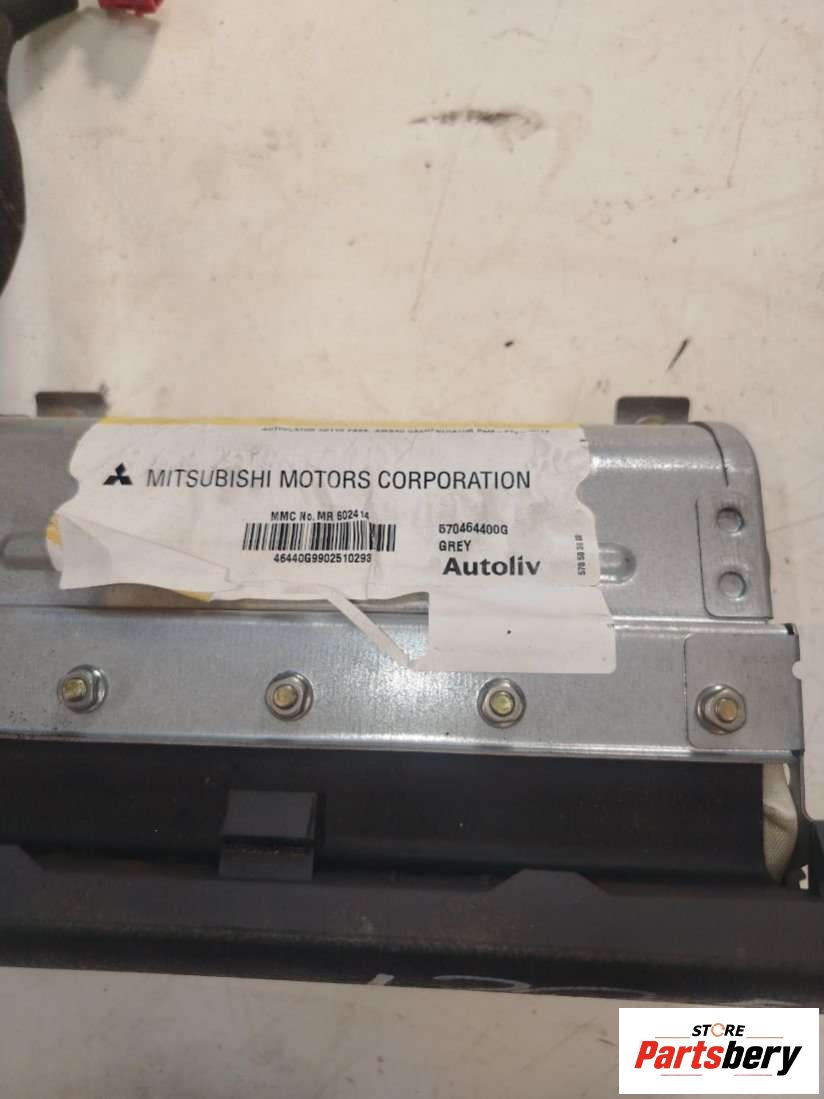 MITSUBISHI MOTORS CORPORATION
MMC No. MR 602414
570464400G
46440G9902510293
GREY
Autoliv
STORE
Partsbery